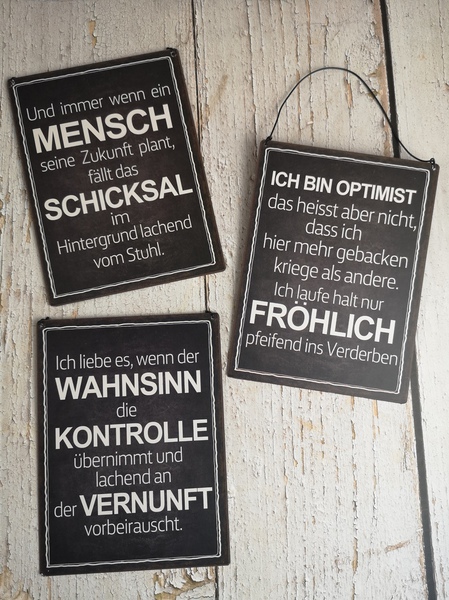 Und immer wenn ein
MENSCH
seine Zukunft plant,
fällt das
SCHICKSAL
im
Hintergrund lachend
vom Stuhl.
ICH BIN OPTIMIST
das heisst aber nicht,
dass ich
hier mehr gebacken
kriege als andere.
Ich laufe halt nur
FRÖHLICH
pfeifend ins Verderben
Ich liebe es, wenn der
WAHNSINN
die
KONTROLLE
übernimmt und
lachend an
der VERNUNFT
vorbeirauscht.